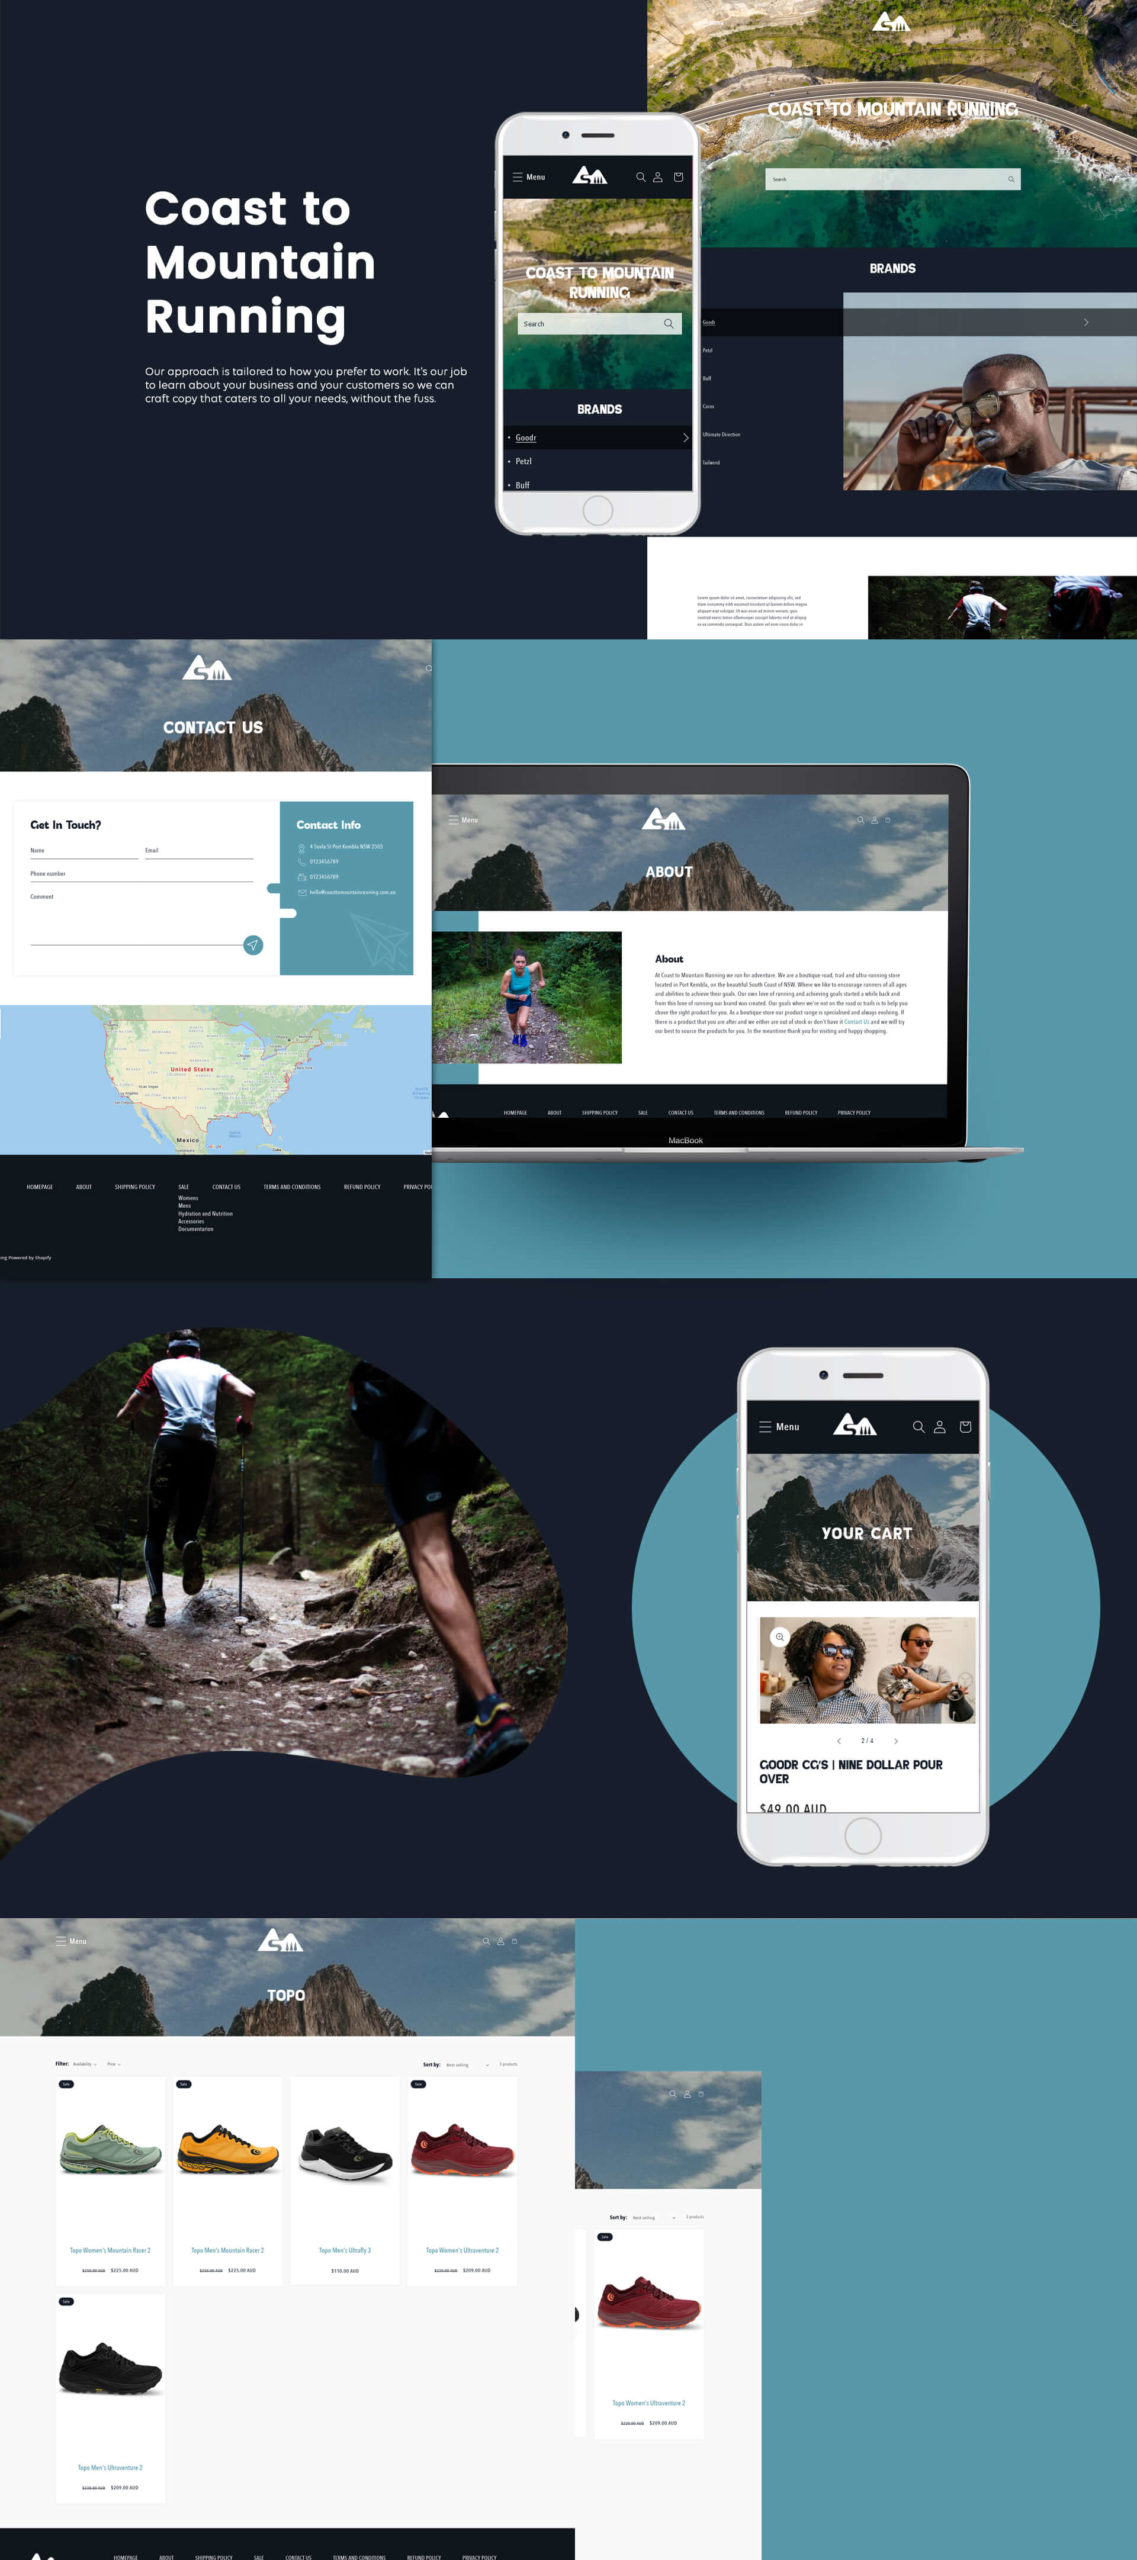 Coast to
Mountain
Running
Our approach is tailored to how you prefer to work. It's our job
to learn about your business and your customers so we can
craft copy that caters to all your needs, without the fuss.
Menu
COAST TO MOUNTAIN
RUNNING
Search
BRANDS
Goodr
Petzl
Buff
COAST TO MOUNTAIN RUNNING
Search
BRANDS
Goodr
Petzl
Buff
Ultimate Direction
Tailwind
CONTACT US
Get In Touch?
Name
Email
Phone number
Comment
Contact Info
0123456789
0123456789
hello@coasttomountainrunning.com.au
United States
Mexico
Cuba
HOMEPAGE ABOUT SHIPPING POLICY SALE CONTACT US TERMS AND CONDITIONS REFUND POLICY PRIVACY POL
Womens
Mens
Hydration and Nutrition
Accessories
Documentarian
ing Powered by Shopify
Menu
ABOUT
About
At Coast to Mountain Running we run for adventure. We are a boutique road, trail and ultra running store
located in Port Kembla, on the beautiful South Coast of NSW. Where we like to encourage runners of all ages
and abilities to achieve their goals. Our own love of running and achieving goals started a while back and
from this love of running our brand was created. Our goals when we're not on the road or trails is to help you
chose the right product for you. As a boutique store our product range is specialised and always evolving. If
there is a product that you are after and we either are out of stock or don't have it Contact Us and we will try
our best to source the products for you. In the meantime thank you for visiting and happy shopping.
HOMEPAGE ABOUT SHIPPING POLICY SALE CONTACT US TERMS AND CONDITIONS REFUND POLICY PRIVACY POLICY
MacBook
Menu
YOUR CART
2 / 4
GOODR CG'S | NINE DOLLAR POUR
OVER
$49.00 AUD
Menu
TOPO
Filter: Availability Price
Sort by: Best selling 5 products
Sale
Sale
Sale
Topo Women's Mountain Racer 2
Topo Men's Mountain Racer 2
Topo Men's Ultrafly 3
Topo Women's Ultraventure 2
$225.00 AUD
$225.00 AUD
$110.00 AUD
$209.00 AUD
Sale
Topo Men's Ultraventure 2
$209.00 AUD
Sort by: Best selling 5 products
Sale
Topo Women's Ultraventure 2
$209.00 AUD
HOMEPAGE ABOUT SHIPPING POLICY SALE CONTACT US TERMS AND CONDITIONS REFUND POLICY PRIVACY POLICY